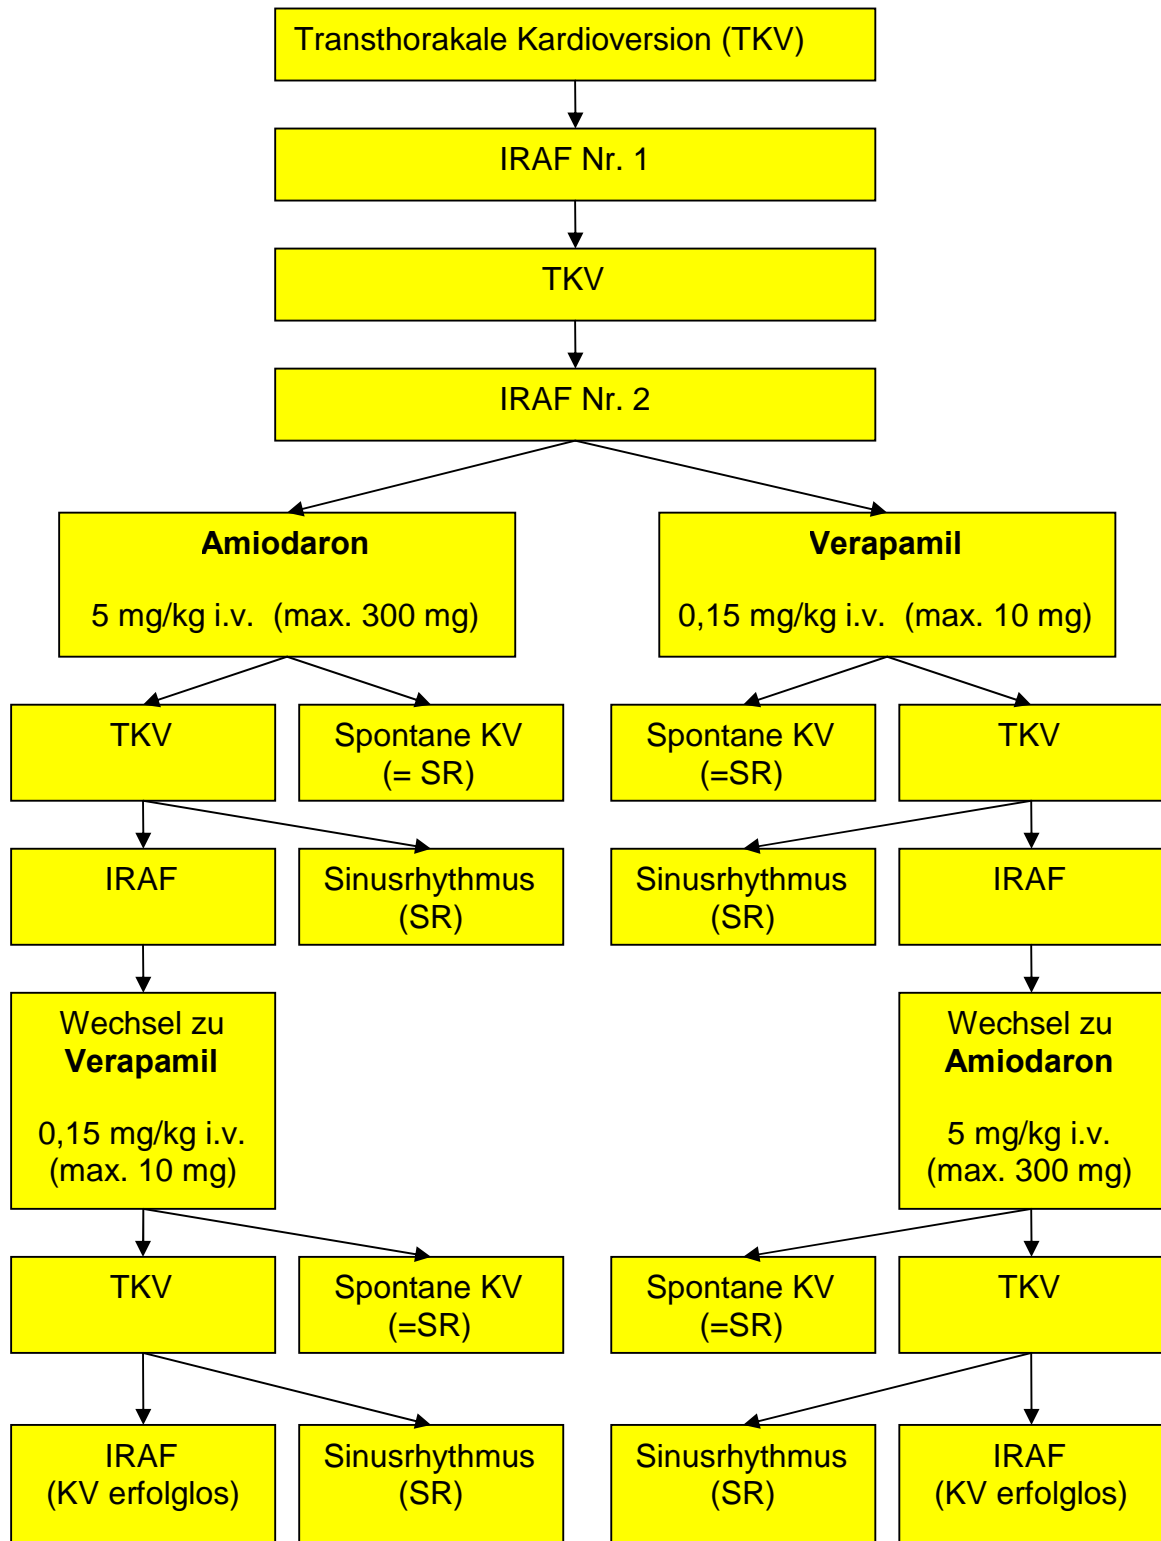 Transthorakale Kardioversion (TKV)
IRAF Nr. 1
TKV
IRAF Nr. 2
Amiodaron
5 mg/kg i.v. (max. 300 mg)
Verapamil
0,15 mg/kg i.v. (max. 10 mg)
TKV
Spontane KV
(= SR)
Spontane KV
(=SR)
TKV
IRAF
Sinusrhythmus
(SR)
Sinusrhythmus
(SR)
IRAF
Wechsel zu
Verapamil
0,15 mg/kg i.v.
(max. 10 mg)
Wechsel zu
Amiodaron
5 mg/kg i.v.
(max. 300 mg)
TKV
Spontane KV
(=SR)
Spontane KV
(=SR)
TKV
IRAF
(KV erfolglos)
Sinusrhythmus
(SR)
Sinusrhythmus
(SR)
IRAF
(KV erfolglos)